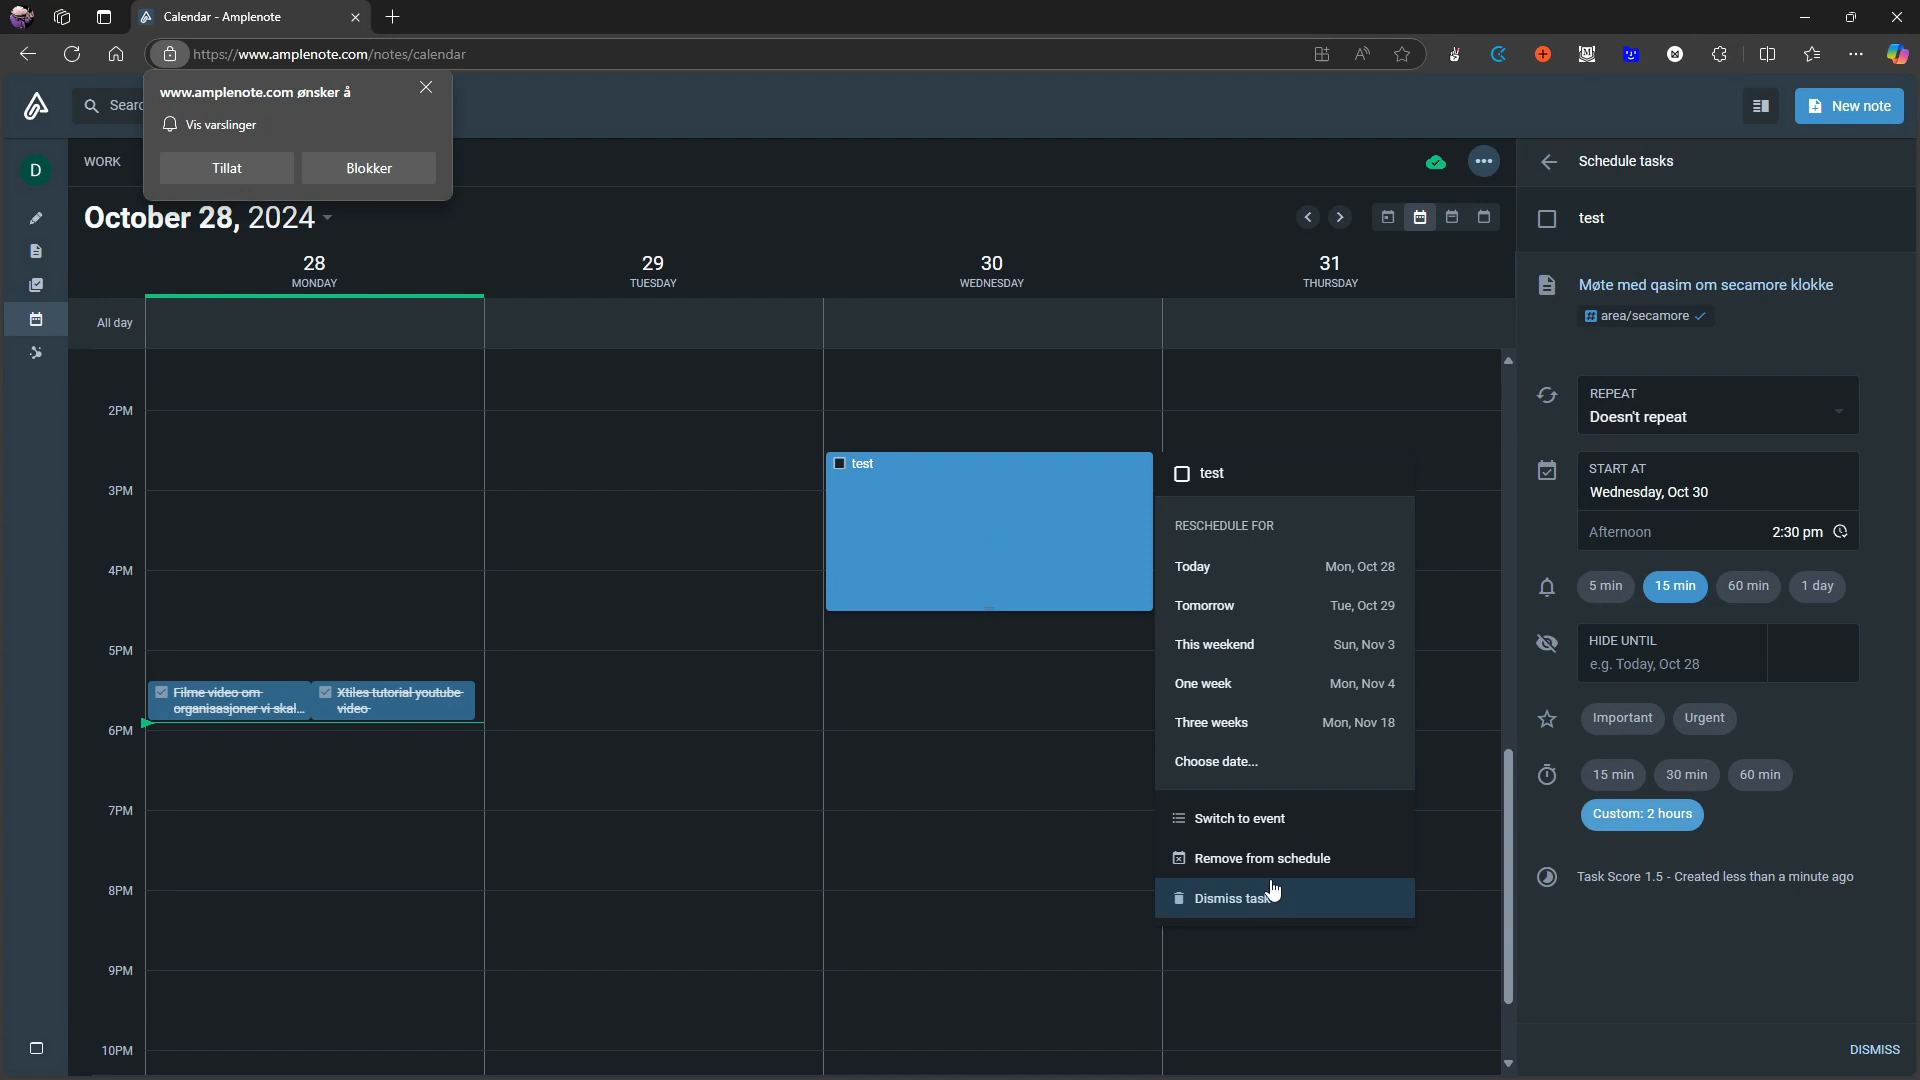 Calendar - Amplenote
https://www.amplenote.com/notes/calendar
www.amplenote.com ønsker å
Vis varslinger
Tillat
Blokker
Sear
New note
D
WORK
October 28, 2024
28
MONDAY
29
TUESDAY
30
WEDNESDAY
31
THURSDAY
All day
2PM
3PM
4PM
5PM
6PM
7PM
8PM
9PM
10PM
Filme video om
organisasjoner vi skal...
Xtiles tutorial youtube
video
test
test
RESCHEDULE FOR
Today Mon, Oct 28
Tomorrow Tue, Oct 29
This weekend Sun, Nov 3
One week Mon, Nov 4
Three weeks Mon, Nov 18
Choose date...
Switch to event
Remove from schedule
Dismiss task
Schedule tasks
test
Møte med qasim om secamore klokke
area/secamore
REPEAT
Doesn't repeat
START AT
Wednesday, Oct 30
Afternoon 2:30 pm
5 min 15 min 60 min 1 day
HIDE UNTIL
e.g. Today, Oct 28
Important Urgent
15 min 30 min 60 min
Custom: 2 hours
Task Score 1.5 - Created less than a minute ago
DISMISS